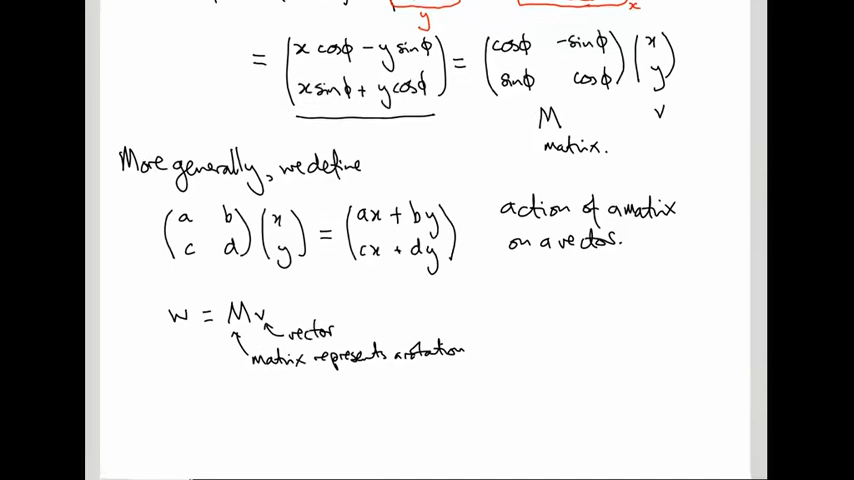 y
x
= (x cosϕ - y sinϕ
x sinϕ + y cosϕ) = (cosϕ -sinϕ
sinϕ cosϕ)(x
y)
M v
matrix.
More generally, we define
(a b
c d)(x
y) = (ax + by
cx + dy)
action of a matrix
on a vector.
w = Mv
vector
matrix represents a rotation